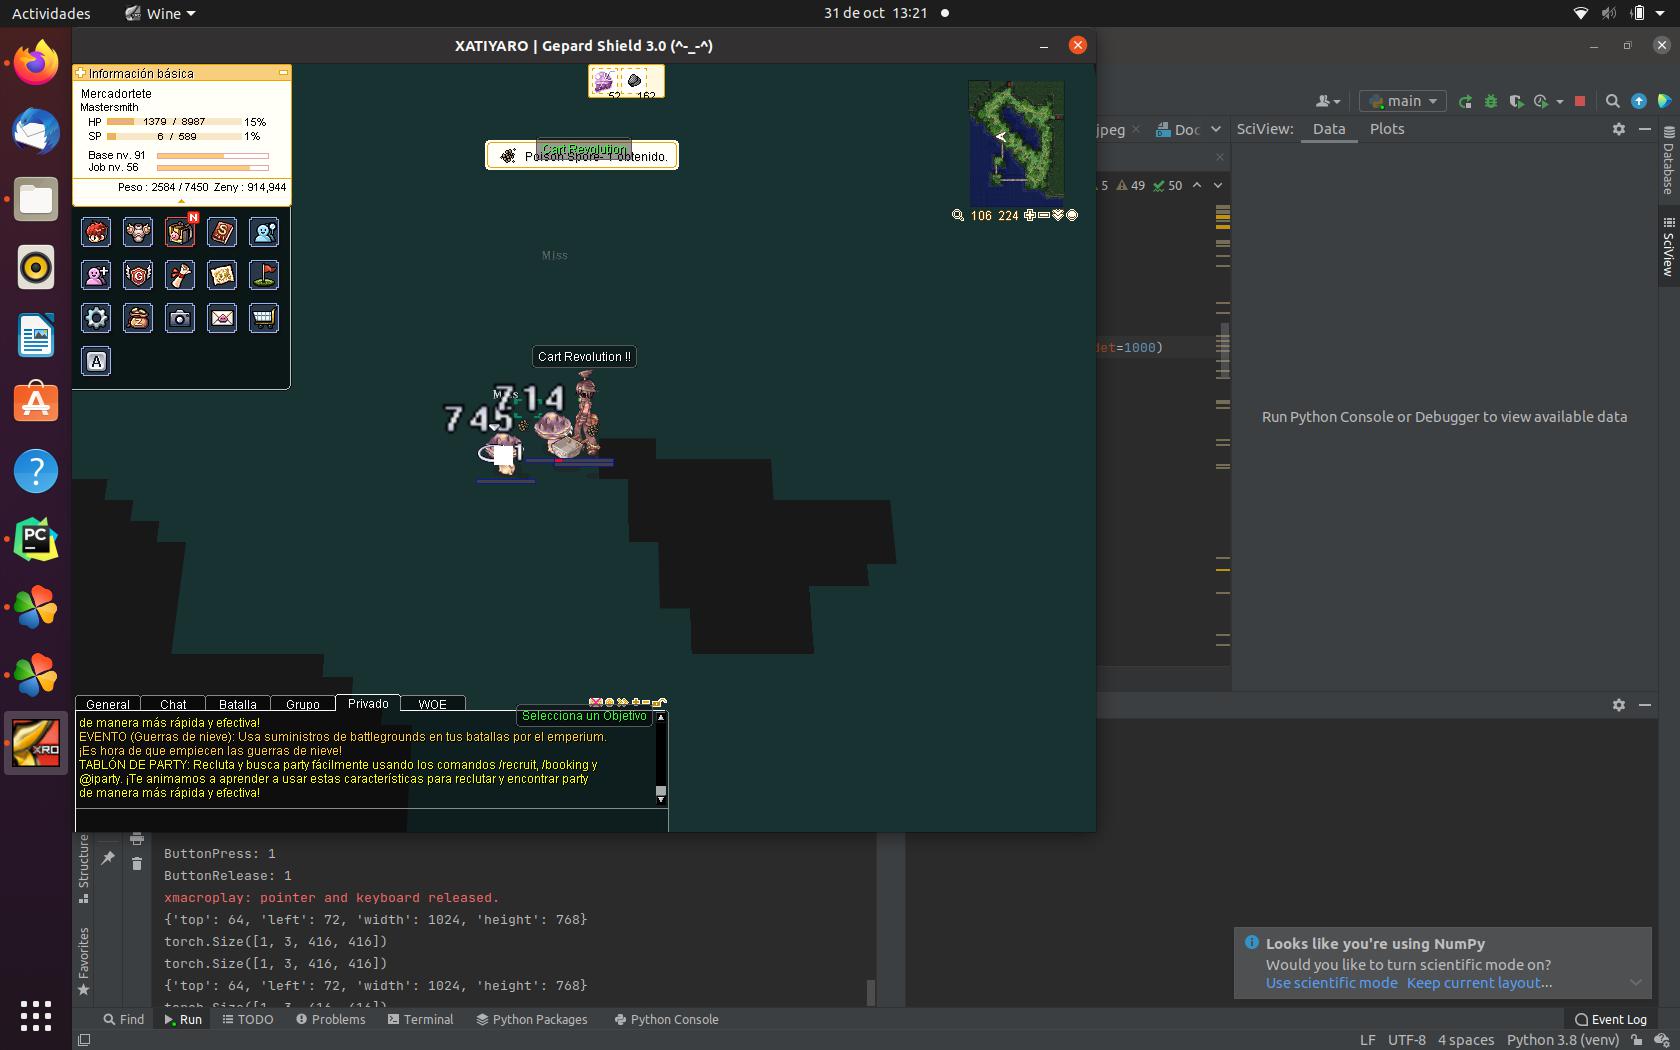 Actividades
Wine
31 de oct 13:21
XATIYARO | Gepard Shield 3.0 (^-_-^)
Información básica
Mercadortete
Mastersmith
HP 1379 / 8987 15%
SP 6 / 589 1%
Base nv. 91
Job nv. 56
Peso : 2584 / 7450 Zeny : 914,944
N
A
52 162
Cart Revolution
Poison Spore- 1 obtenido.
106 224
Miss
Cart Revolution !!
714
745
General
Chat
Batalla
Grupo
Privado
WOE
Selecciona un Objetivo
de manera más rápida y efectiva!
EVENTO (Guerras de nieve): Usa suministros de battlegrounds en tus batallas por el emperium.
¡Es hora de que empiecen las guerras de nieve!
TABLÓN DE PARTY: Recluta y busca party fácilmente usando los comandos /recruit, /booking y
@iparty. ¡Te animamos a aprender a usar estas características para reclutar y encontrar party
de manera más rápida y efectiva!
main
jpeg
Doc
SciView:
Data
Plots
5 49 50
=1000)
Database
SciView
Run Python Console or Debugger to view available data
PC
XRO
Structure
Favorites
ButtonPress: 1
ButtonRelease: 1
xmacroplay: pointer and keyboard released.
{'top': 64, 'left': 72, 'width': 1024, 'height': 768}
torch.Size([1, 3, 416, 416])
torch.Size([1, 3, 416, 416])
{'top': 64, 'left': 72, 'width': 1024, 'height': 768}
torch.Size([1, 3, 416, 416])
Looks like you're using NumPy
Would you like to turn scientific mode on?
Use scientific mode Keep current layout...
Find
Run
TODO
Problems
Terminal
Python Packages
Python Console
Event Log
LF UTF-8 4 spaces Python 3.8 (venv)